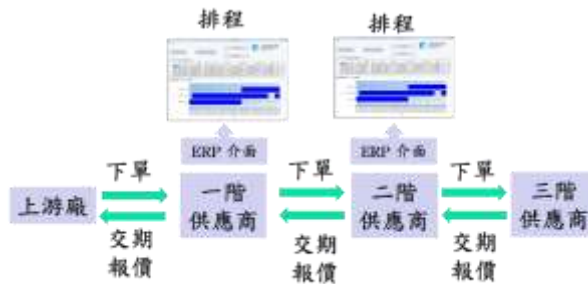 排程
排程
ERP 介面
ERP 介面
下單
下單
下單
上游廠
一階
供應商
二階
供應商
三階
供應商
交期
報價
交期
報價
交期
報價